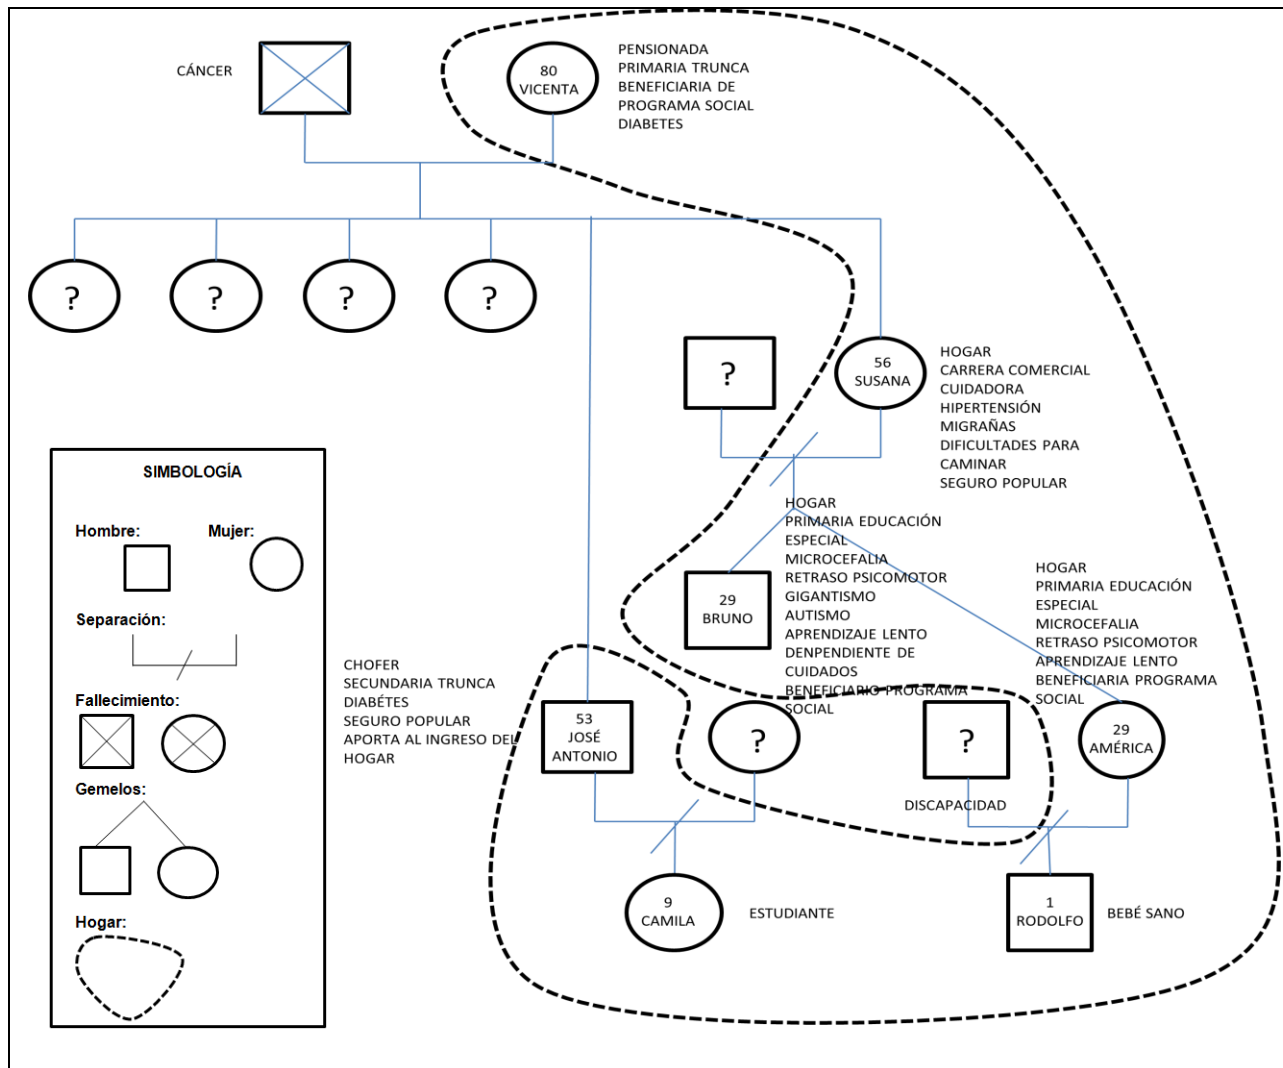 CÁNCER
80
VICENTA
PENSIONADA
PRIMARIA TRUNCA
BENEFICIARIA DE
PROGRAMA SOCIAL
DIABETES
?
?
?
?
?
56
SUSANA
HOGAR
CARRERA COMERCIAL
CUIDADORA
HIPERTENSIÓN
MIGRAÑAS
DIFICULTADES PARA
CAMINAR
SEGURO POPULAR
29
BRUNO
HOGAR
PRIMARIA EDUCACIÓN
ESPECIAL
MICROCEFALIA
RETRASO PSICOMOTOR
GIGANTISMO
AUTISMO
APRENDIZAJE LENTO
DENPENDIENTE DE
CUIDADOS
BENEFICIARIO PROGRAMA
SOCIAL
HOGAR
PRIMARIA EDUCACIÓN
ESPECIAL
MICROCEFALIA
RETRASO PSICOMOTOR
APRENDIZAJE LENTO
BENEFICIARIA PROGRAMA
SOCIAL
29
AMÉRICA
CHOFER
SECUNDARIA TRUNCA
DIABÉTES
SEGURO POPULAR
APORTA AL INGRESO DEL
HOGAR
53
JOSÉ
ANTONIO
?
?
DISCAPACIDAD
9
CAMILA
ESTUDIANTE
1
RODOLFO
BEBÉ SANO
SIMBOLOGÍA
Hombre:
Mujer:
Separación:
Fallecimiento:
Gemelos:
Hogar: